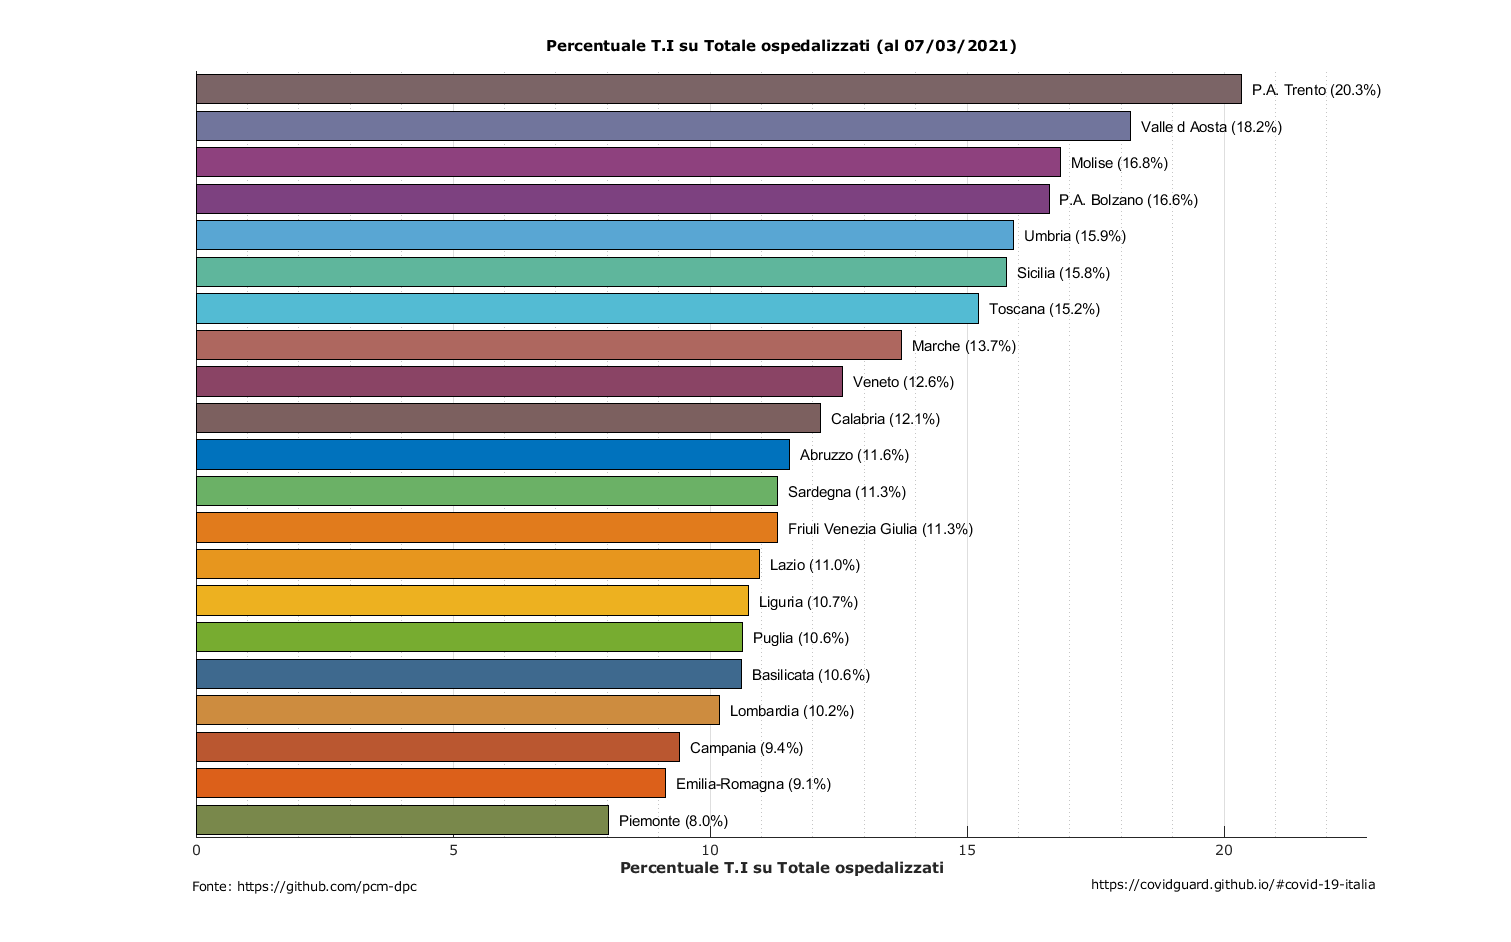 Percentuale T.I su Totale ospedalizzati (al 07/03/2021)
P.A. Trento (20.3%)
Valle d Aosta (18.2%)
Molise (16.8%)
P.A. Bolzano (16.6%)
Umbria (15.9%)
Sicilia (15.8%)
Toscana (15.2%)
Marche (13.7%)
Veneto (12.6%)
Calabria (12.1%)
Abruzzo (11.6%)
Sardegna (11.3%)
Friuli Venezia Giulia (11.3%)
Lazio (11.0%)
Liguria (10.7%)
Puglia (10.6%)
Basilicata (10.6%)
Lombardia (10.2%)
Campania (9.4%)
Emilia-Romagna (9.1%)
Piemonte (8.0%)
0 5 10 15 20
Percentuale T.I su Totale ospedalizzati
Fonte: https://github.com/pcm-dpc
https://covidguard.github.io/#covid-19-italia